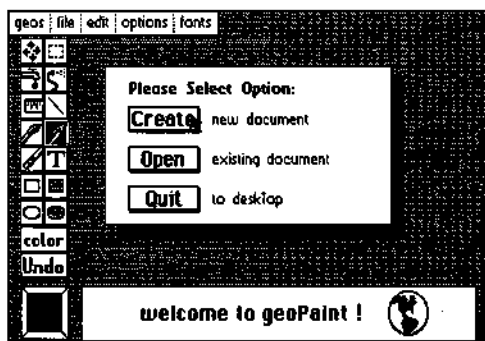 geos file edit options fonts
Please Select Option:
Create new document
Open existing document
Quit to deskTop
T
color
Undo
welcome to geoPaint !